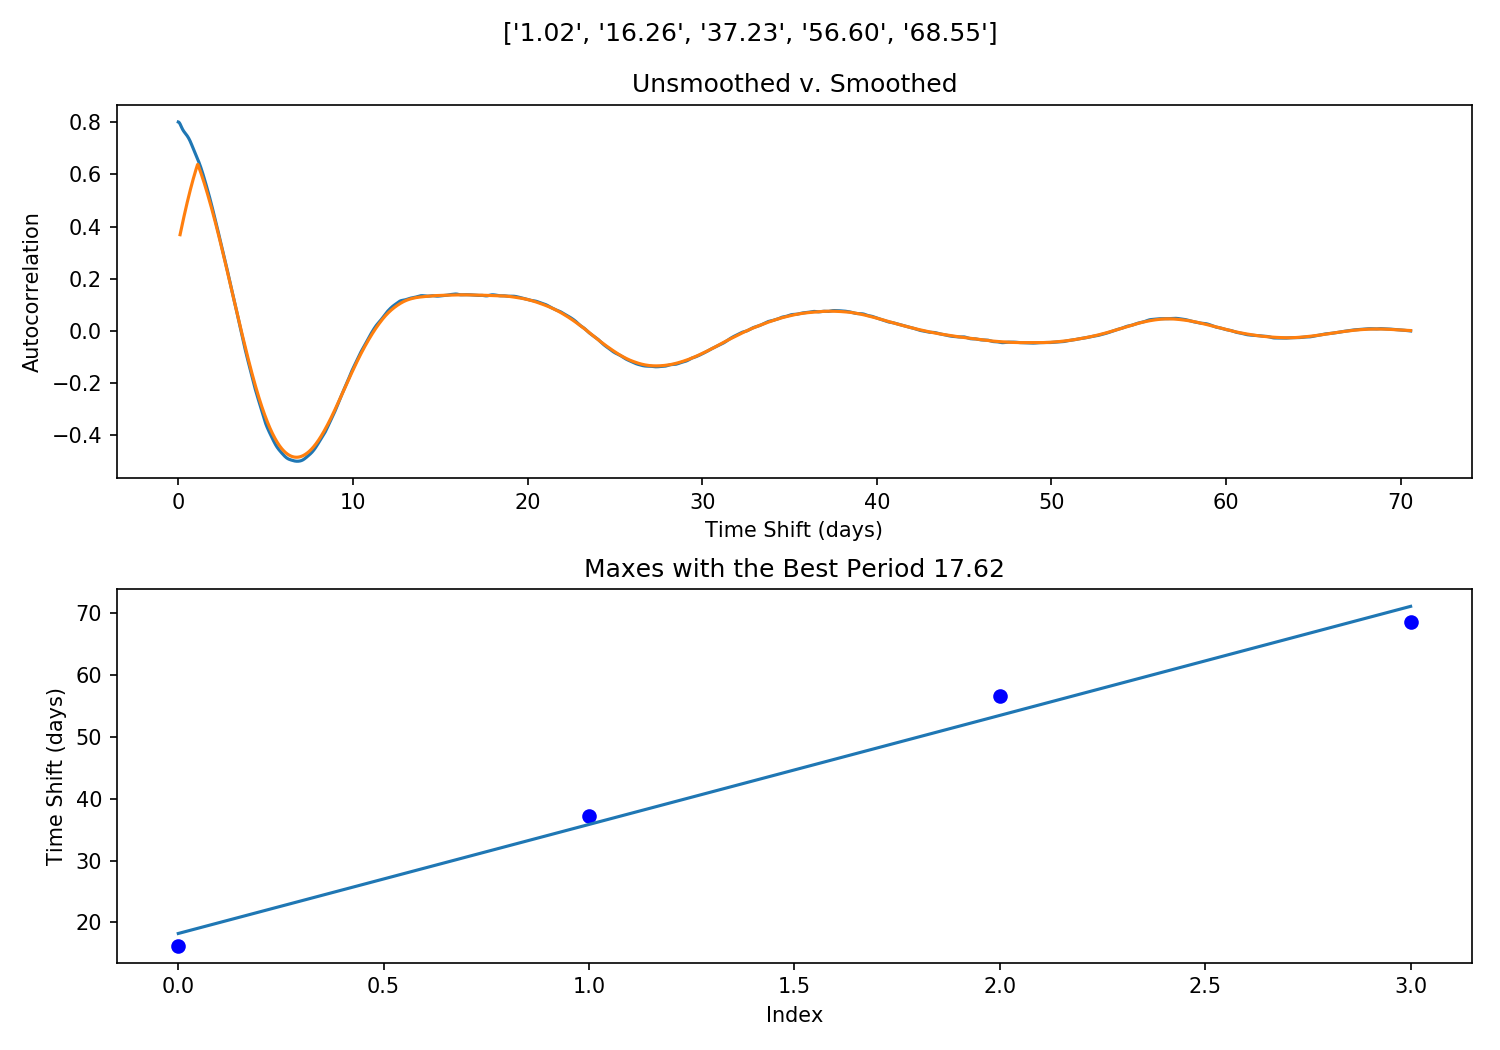 ['1.02', '16.26', '37.23', '56.60', '68.55']
Unsmoothed v. Smoothed
Autocorrelation
0.8
0.6
0.4
0.2
0.0
−0.2
−0.4
0 10 20 30 40 50 60 70
Time Shift (days)
Maxes with the Best Period 17.62
Time Shift (days)
70
60
50
40
30
20
0.0 0.5 1.0 1.5 2.0 2.5 3.0
Index